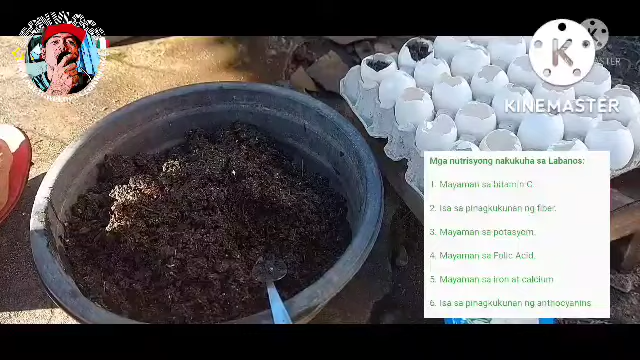 KINEMASTER
KINEMASTER
Mga nutrisyong nakukuha sa Labanos:
1. Mayaman sa bitamin C
2. Isa sa pinagkukunan ng fiber.
3. Mayaman sa potasyom.
4. Mayaman sa Folic Acid.
5. Mayaman sa iron at calcium
6. Isa sa pinagkukunan ng anthocyanins